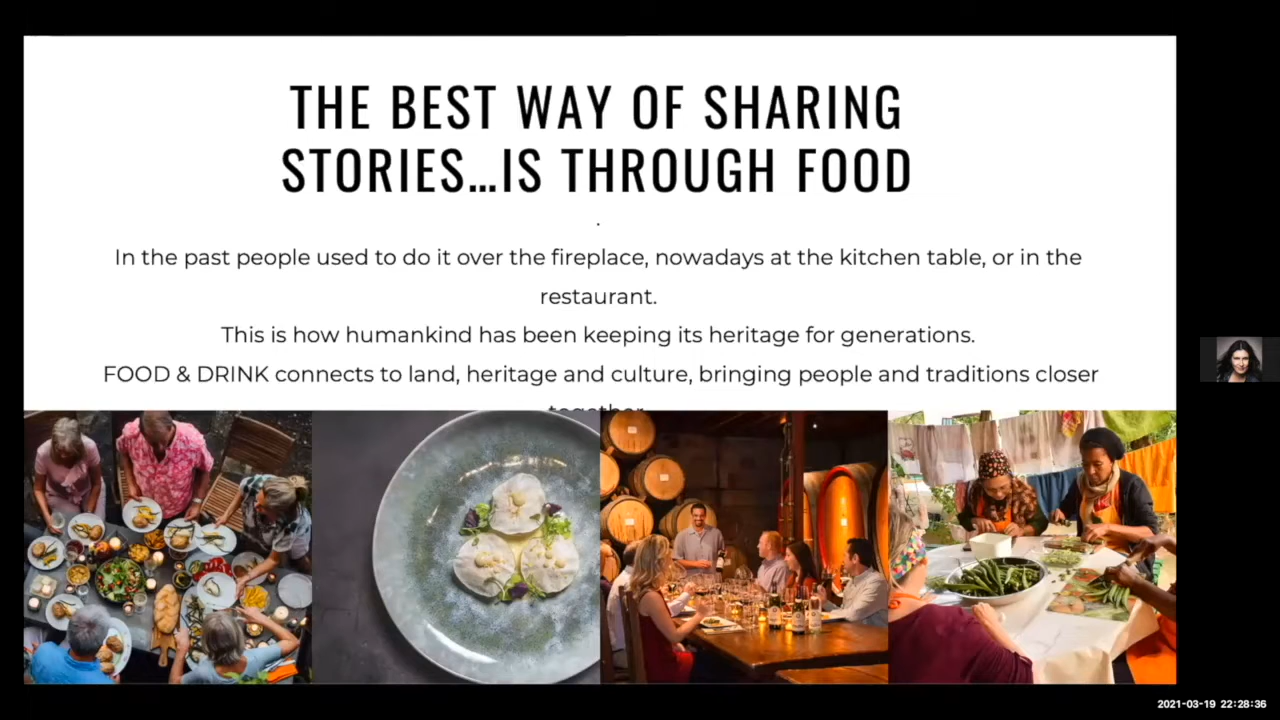 THE BEST WAY OF SHARING
STORIES...IS THROUGH FOOD
.
In the past people used to do it over the fireplace, nowadays at the kitchen table, or in the
restaurant.
This is how humankind has been keeping its heritage for generations.
FOOD & DRINK connects to land, heritage and culture, bringing people and traditions closer
together
2021-03-19 22:28:36